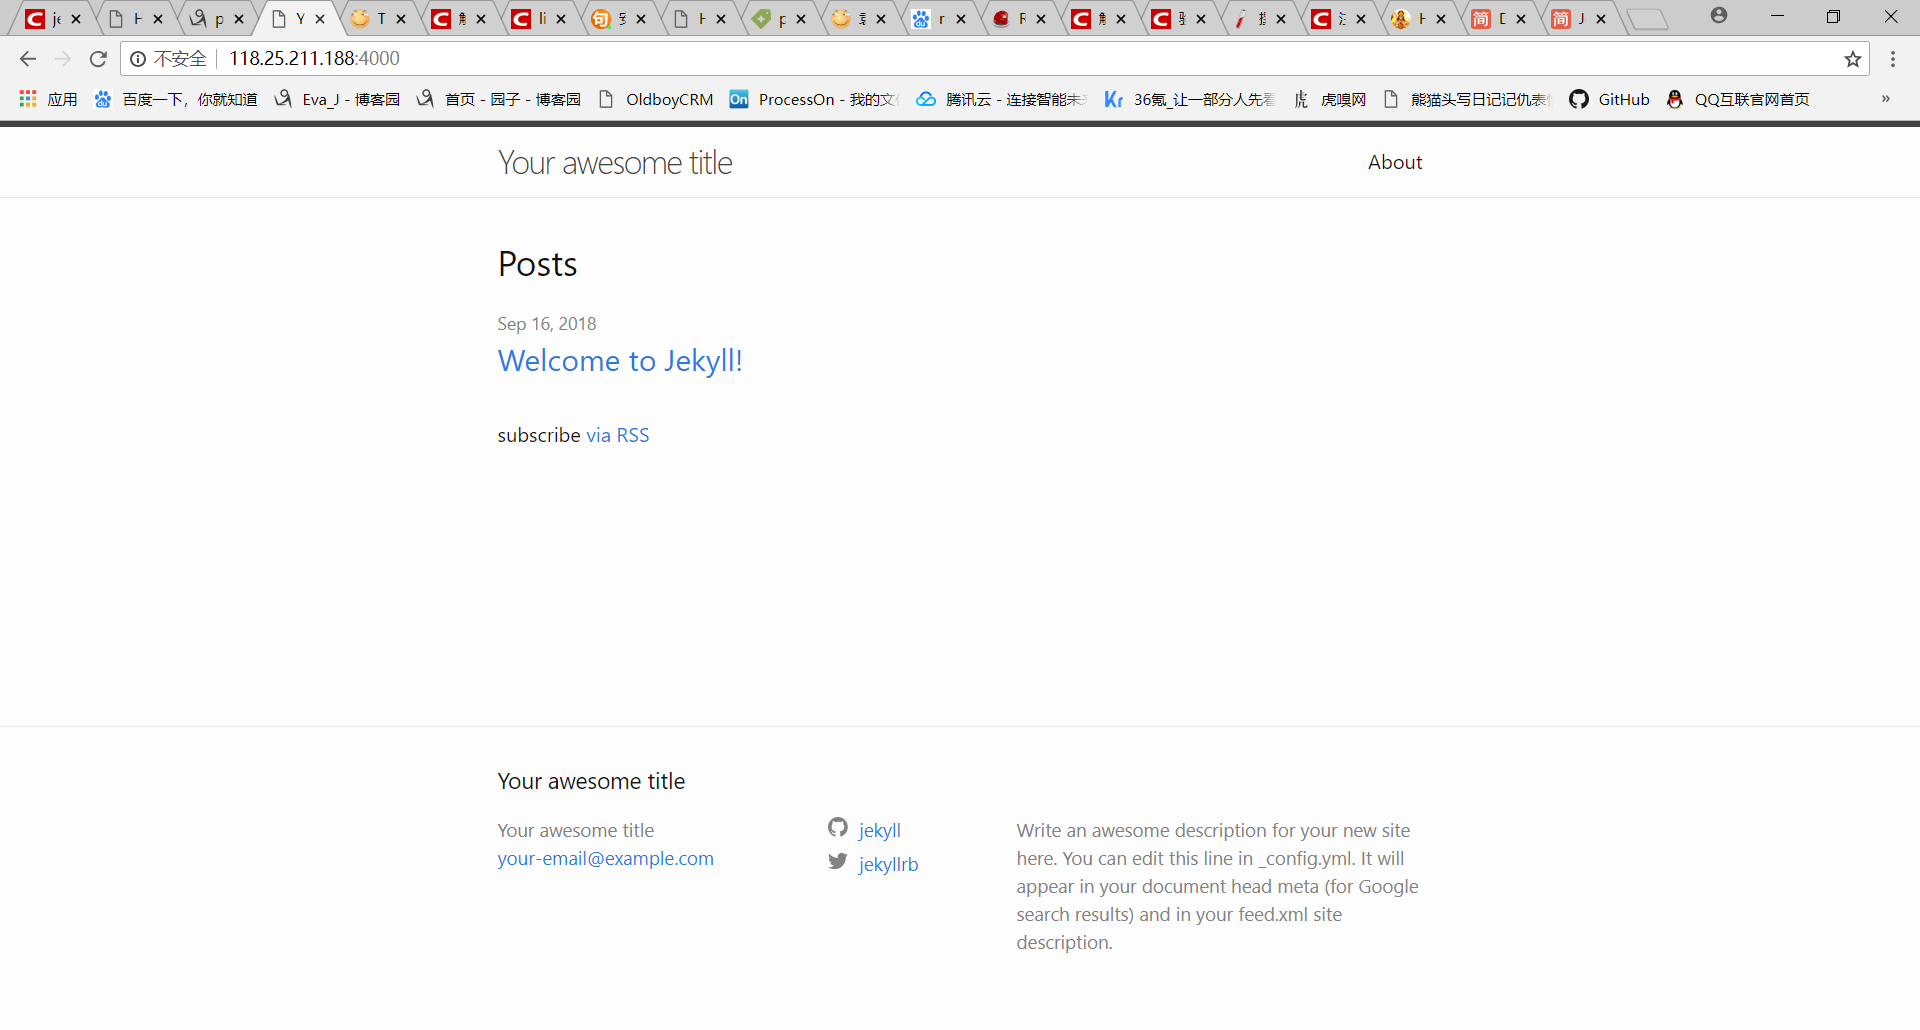 不安全 118.25.211.188:4000
应用 百度一下，你就知道 Eva_J - 博客园 首页 - 园子 - 博客园 OldboyCRM ProcessOn - 我的文 腾讯云 - 连接智能未 36氪_让一部分人先看 虎嗅网 熊猫头写日记记仇表 GitHub QQ互联官网首页 »
Your awesome title About
Posts
Sep 16, 2018
Welcome to Jekyll!
subscribe via RSS
Your awesome title
Your awesome title
your-email@example.com
jekyll
jekyllrb
Write an awesome description for your new site
here. You can edit this line in _config.yml. It will
appear in your document head meta (for Google
search results) and in your feed.xml site
description.